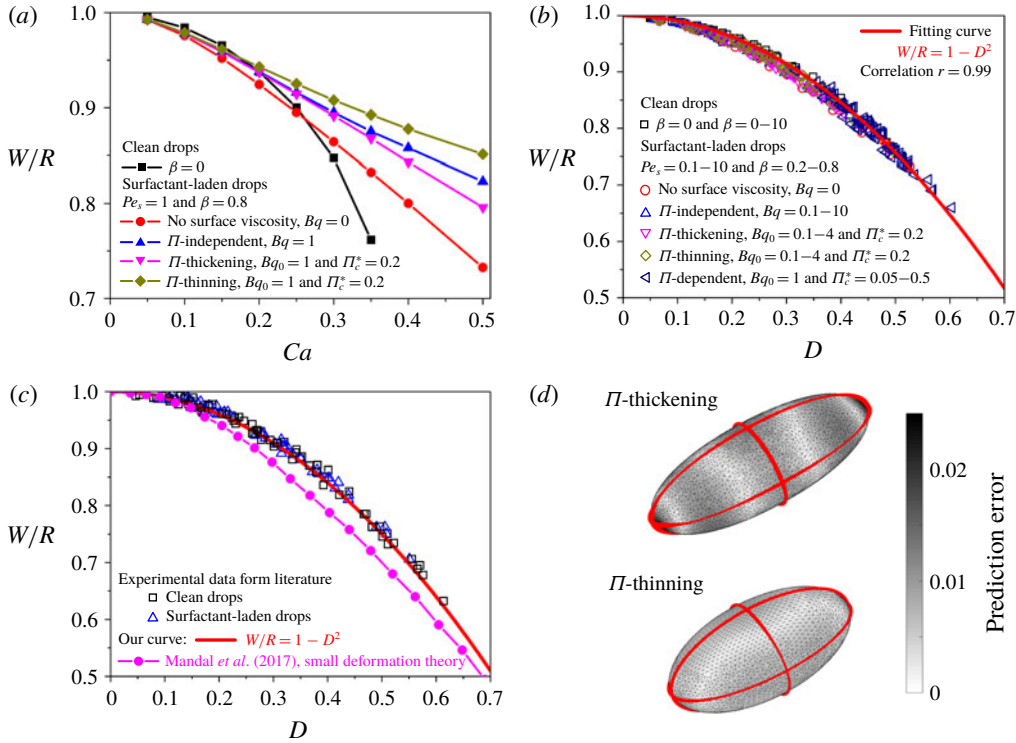 (a)
1.0
0.9
0.8
0.7
W/R
0
0.1
0.2
0.3
0.4
0.5
Ca
Clean drops
β = 0
Surfactant-laden drops
Pe_s = 1 and β = 0.8
No surface viscosity, Bq = 0
Π-independent, Bq = 1
Π-thickening, Bq_0 = 1 and Π_c^* = 0.2
Π-thinning, Bq_0 = 1 and Π_c^* = 0.2
(b)
1.0
0.9
0.8
0.7
0.6
0.5
W/R
0
0.1
0.2
0.3
0.4
0.5
0.6
0.7
D
Fitting curve
W/R = 1 − D²
Correlation r = 0.99
Clean drops
β = 0 and β = 0−10
Surfactant-laden drops
Pe_s = 0.1−10 and β = 0.2−0.8
No surface viscosity, Bq = 0
Π-independent, Bq = 0.1−10
Π-thickening, Bq_0 = 0.1−4 and Π_c^* = 0.2
Π-thinning, Bq_0 = 0.1−4 and Π_c^* = 0.2
Π-dependent, Bq_0 = 1 and Π_c^* = 0.05−0.5
(c)
1.0
0.9
0.8
0.7
0.6
0.5
W/R
0
0.1
0.2
0.3
0.4
0.5
0.6
0.7
D
Experimental data form literature
Clean drops
Surfactant-laden drops
Our curve: W/R = 1 − D²
Mandal et al. (2017), small deformation theory
(d)
Π-thickening
Π-thinning
0.02
0.01
0
Prediction error